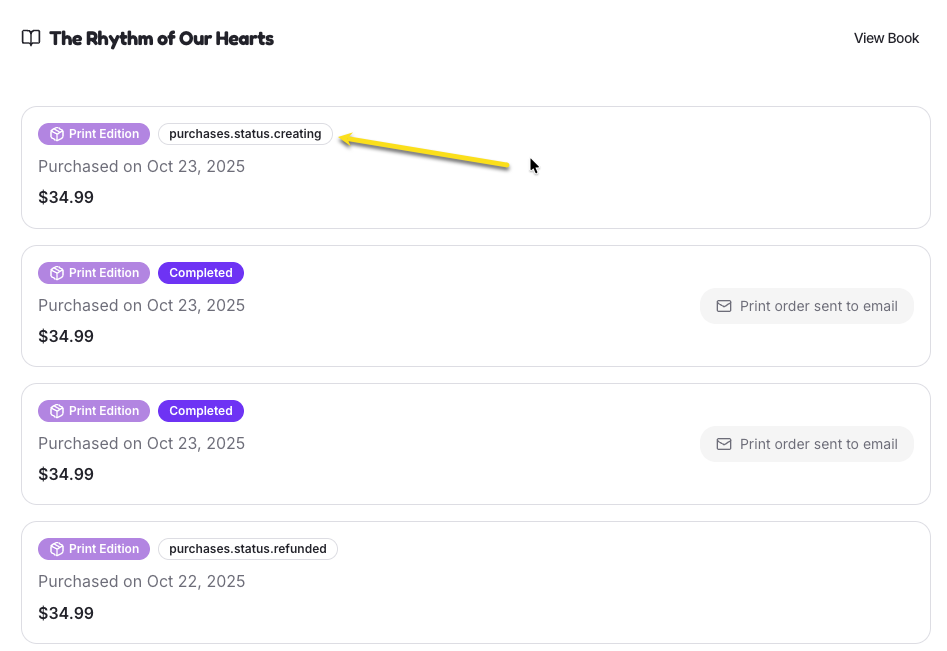 The Rhythm of Our Hearts
View Book
Print Edition purchases.status.creating
Purchased on Oct 23, 2025
$34.99
Print Edition Completed
Purchased on Oct 23, 2025
Print order sent to email
$34.99
Print Edition Completed
Purchased on Oct 23, 2025
Print order sent to email
$34.99
Print Edition purchases.status.refunded
Purchased on Oct 22, 2025
$34.99